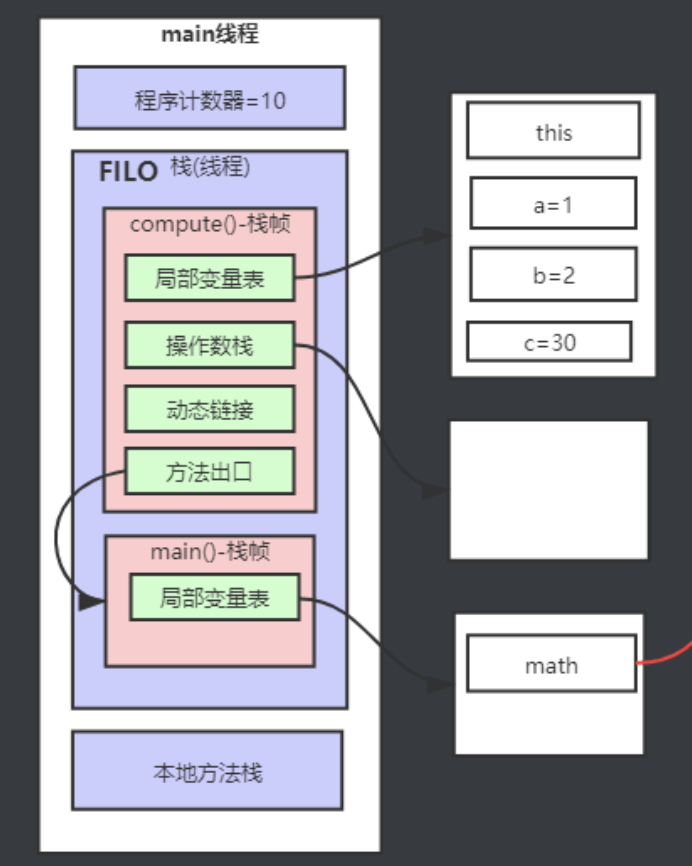 main线程
程序计数器=10
FILO 栈(线程)
compute()-栈帧
局部变量表
操作数栈
动态链接
方法出口
main()-栈帧
局部变量表
本地方法栈
this
a=1
b=2
c=30
math